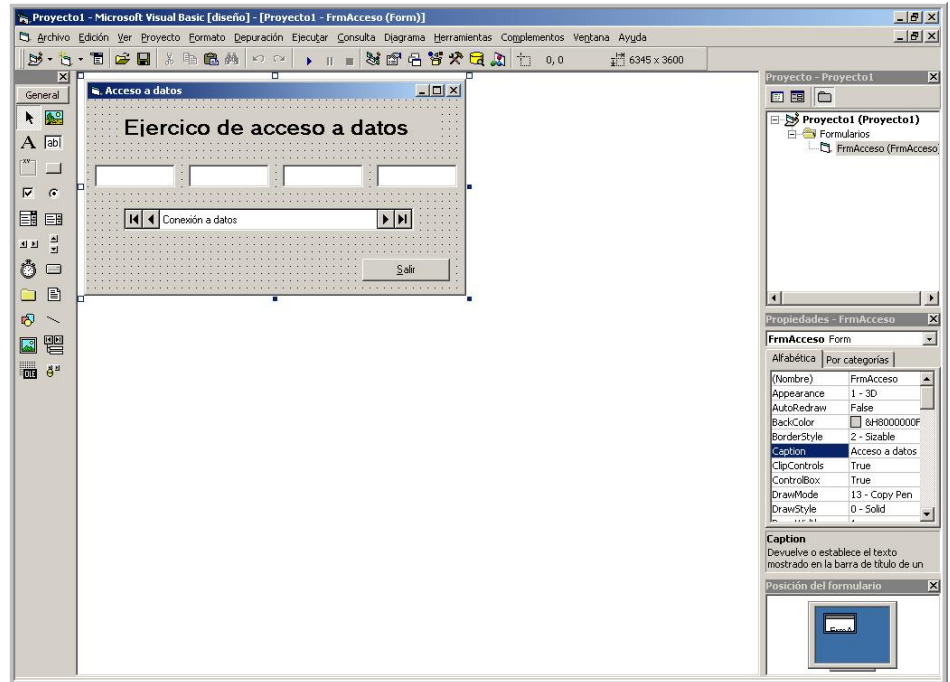 Proyecto1 - Microsoft Visual Basic [diseño] - [Proyecto1 - FrmAcceso (Form)]
Archivo Edición Ver Proyecto Formato Depuración Ejecutar Consulta Diagrama Herramientas Complementos Ventana Ayuda
0, 0 6345 x 3600
General
A ab|
xv
OLE
Acceso a datos
Ejercico de acceso a datos
Conexión a datos
Salir
Proyecto - Proyecto1
Proyecto1 (Proyecto1)
Formularios
FrmAcceso (FrmAcceso
Propiedades - FrmAcceso
FrmAcceso Form
Alfabética Por categorías
(Nombre) FrmAcceso
Appearance 1 - 3D
AutoRedraw False
BackColor &H8000000F
BorderStyle 2 - Sizable
Caption Acceso a datos
ClipControls True
ControlBox True
DrawMode 13 - Copy Pen
DrawStyle 0 - Solid
Caption
Devuelve o establece el texto
mostrado en la barra de título de un
Posición del formulario